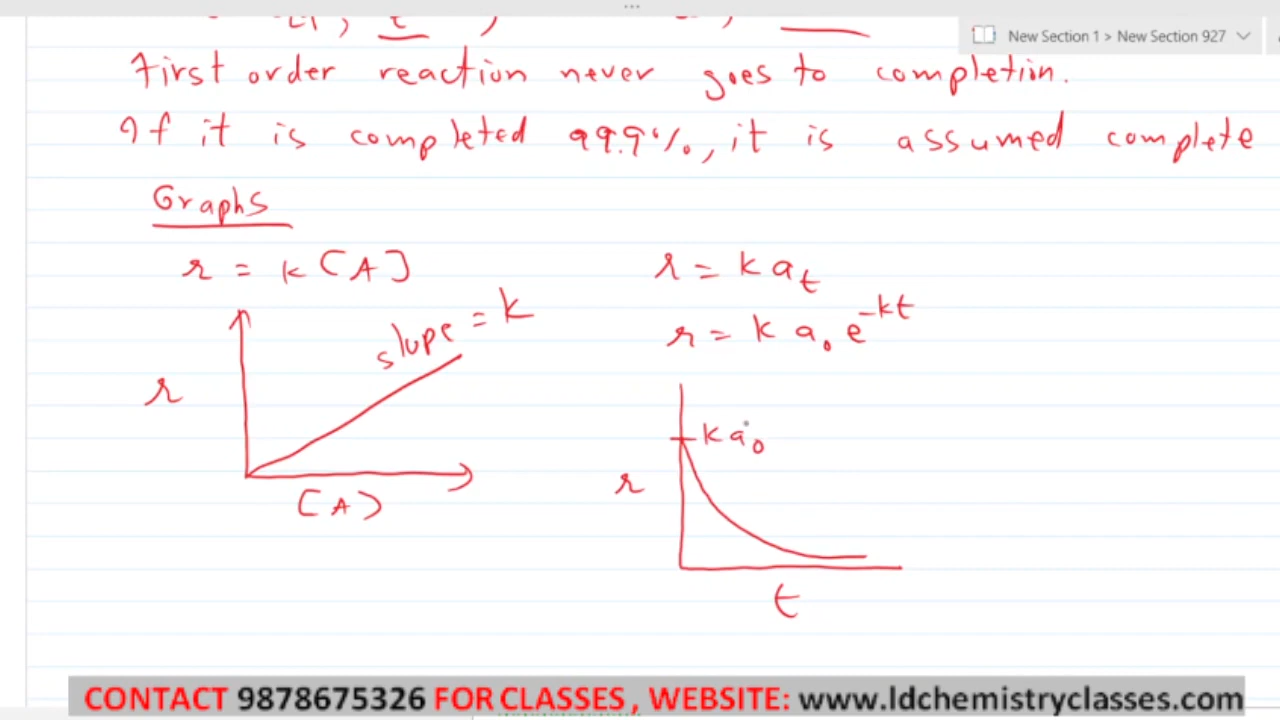 New Section 1 > New Section 927
First order reaction never goes to completion.
If it is completed 99.9%, it is assumed complete
Graphs
r = k [A]
r = k aₜ
r = k a₀ e⁻ᵏᵗ
slope = k
r
[A]
k a₀
r
t
CONTACT 9878675326 FOR CLASSES , WEBSITE: www.ldchemistryclasses.com